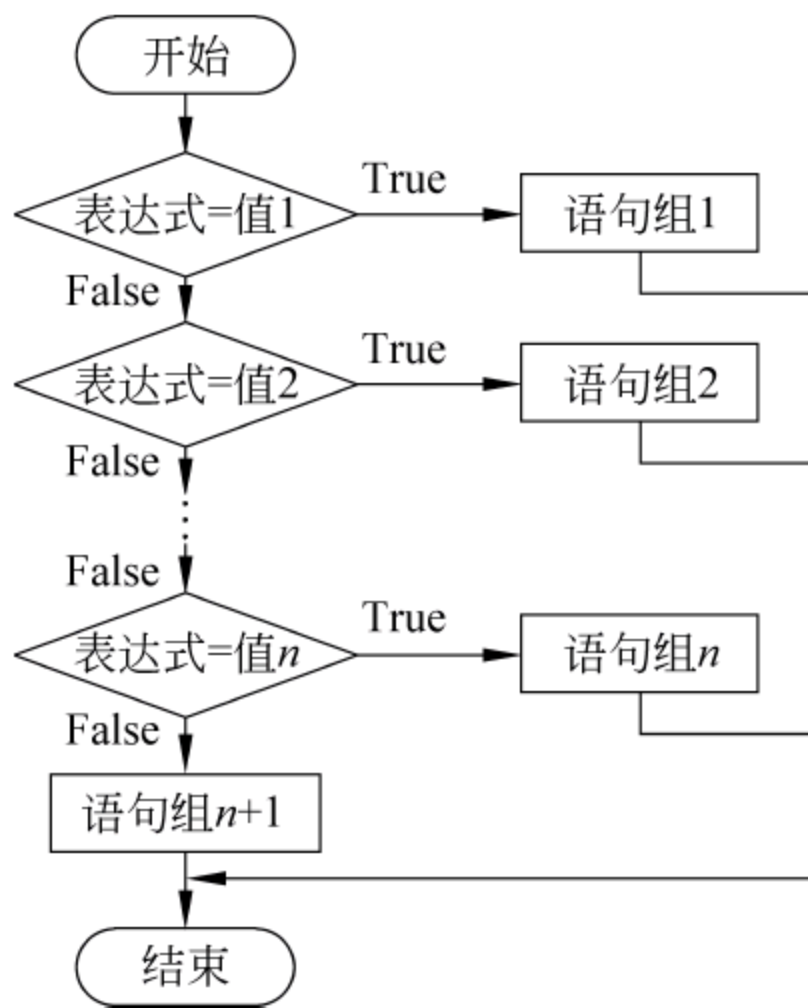 开始
表达式=值1
True
语句组1
False
表达式=值2
True
语句组2
False
False
表达式=值n
True
语句组n
False
语句组n+1
结束